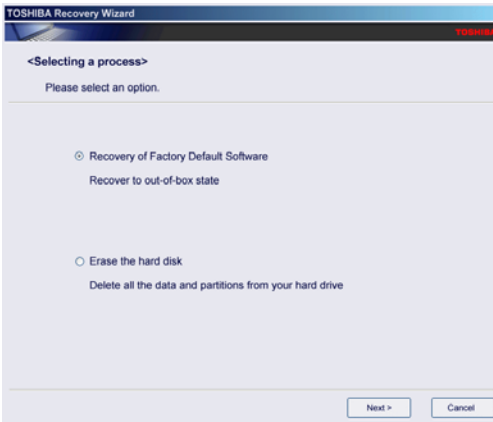 TOSHIBA Recovery Wizard
TOSHIBA
<Selecting a process>
Please select an option.
Recovery of Factory Default Software
Recover to out-of-box state
Erase the hard disk
Delete all the data and partitions from your hard drive
Next >
Cancel